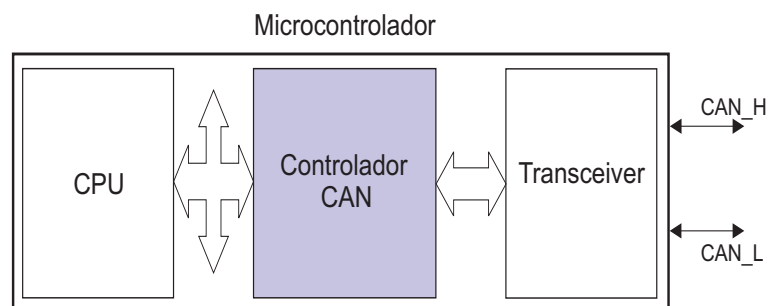 Microcontrolador
CPU
Controlador
CAN
Transceiver
CAN_H
CAN_L